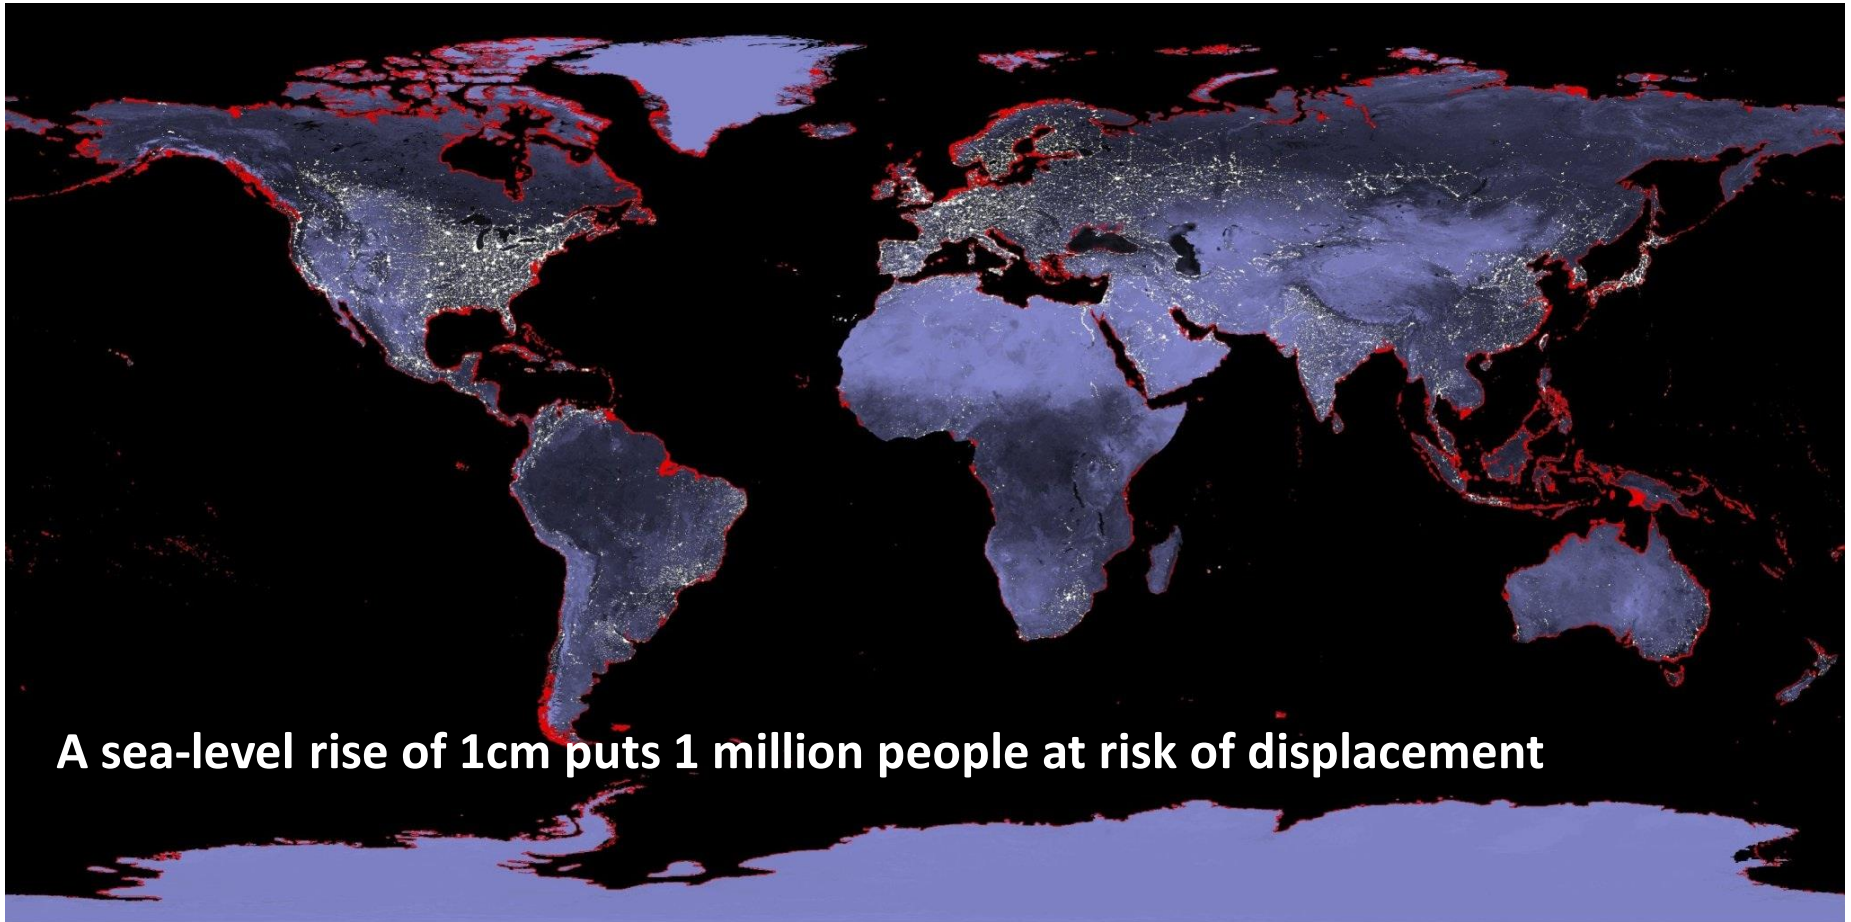 A sea-level rise of 1cm puts 1 million people at risk of displacement